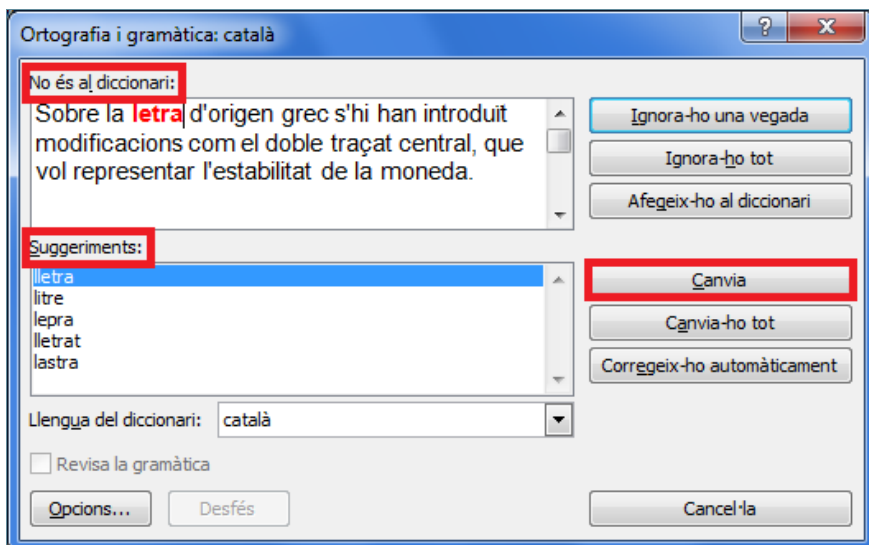 Ortografia i gramàtica: català
No és al diccionari:
Sobre la letra d'origen grec s'hi han introduït
modificacions com el doble traçat central, que
vol representar l'estabilitat de la moneda.
Ignora-ho una vegada
Ignora-ho tot
Afegeix-ho al diccionari
Suggeriments:
lletra
litre
lepra
lletrat
lastra
Canvia
Canvia-ho tot
Corregeix-ho automàticament
Llengua del diccionari: català
Revisa la gramàtica
Opcions... Desfés Cancel·la